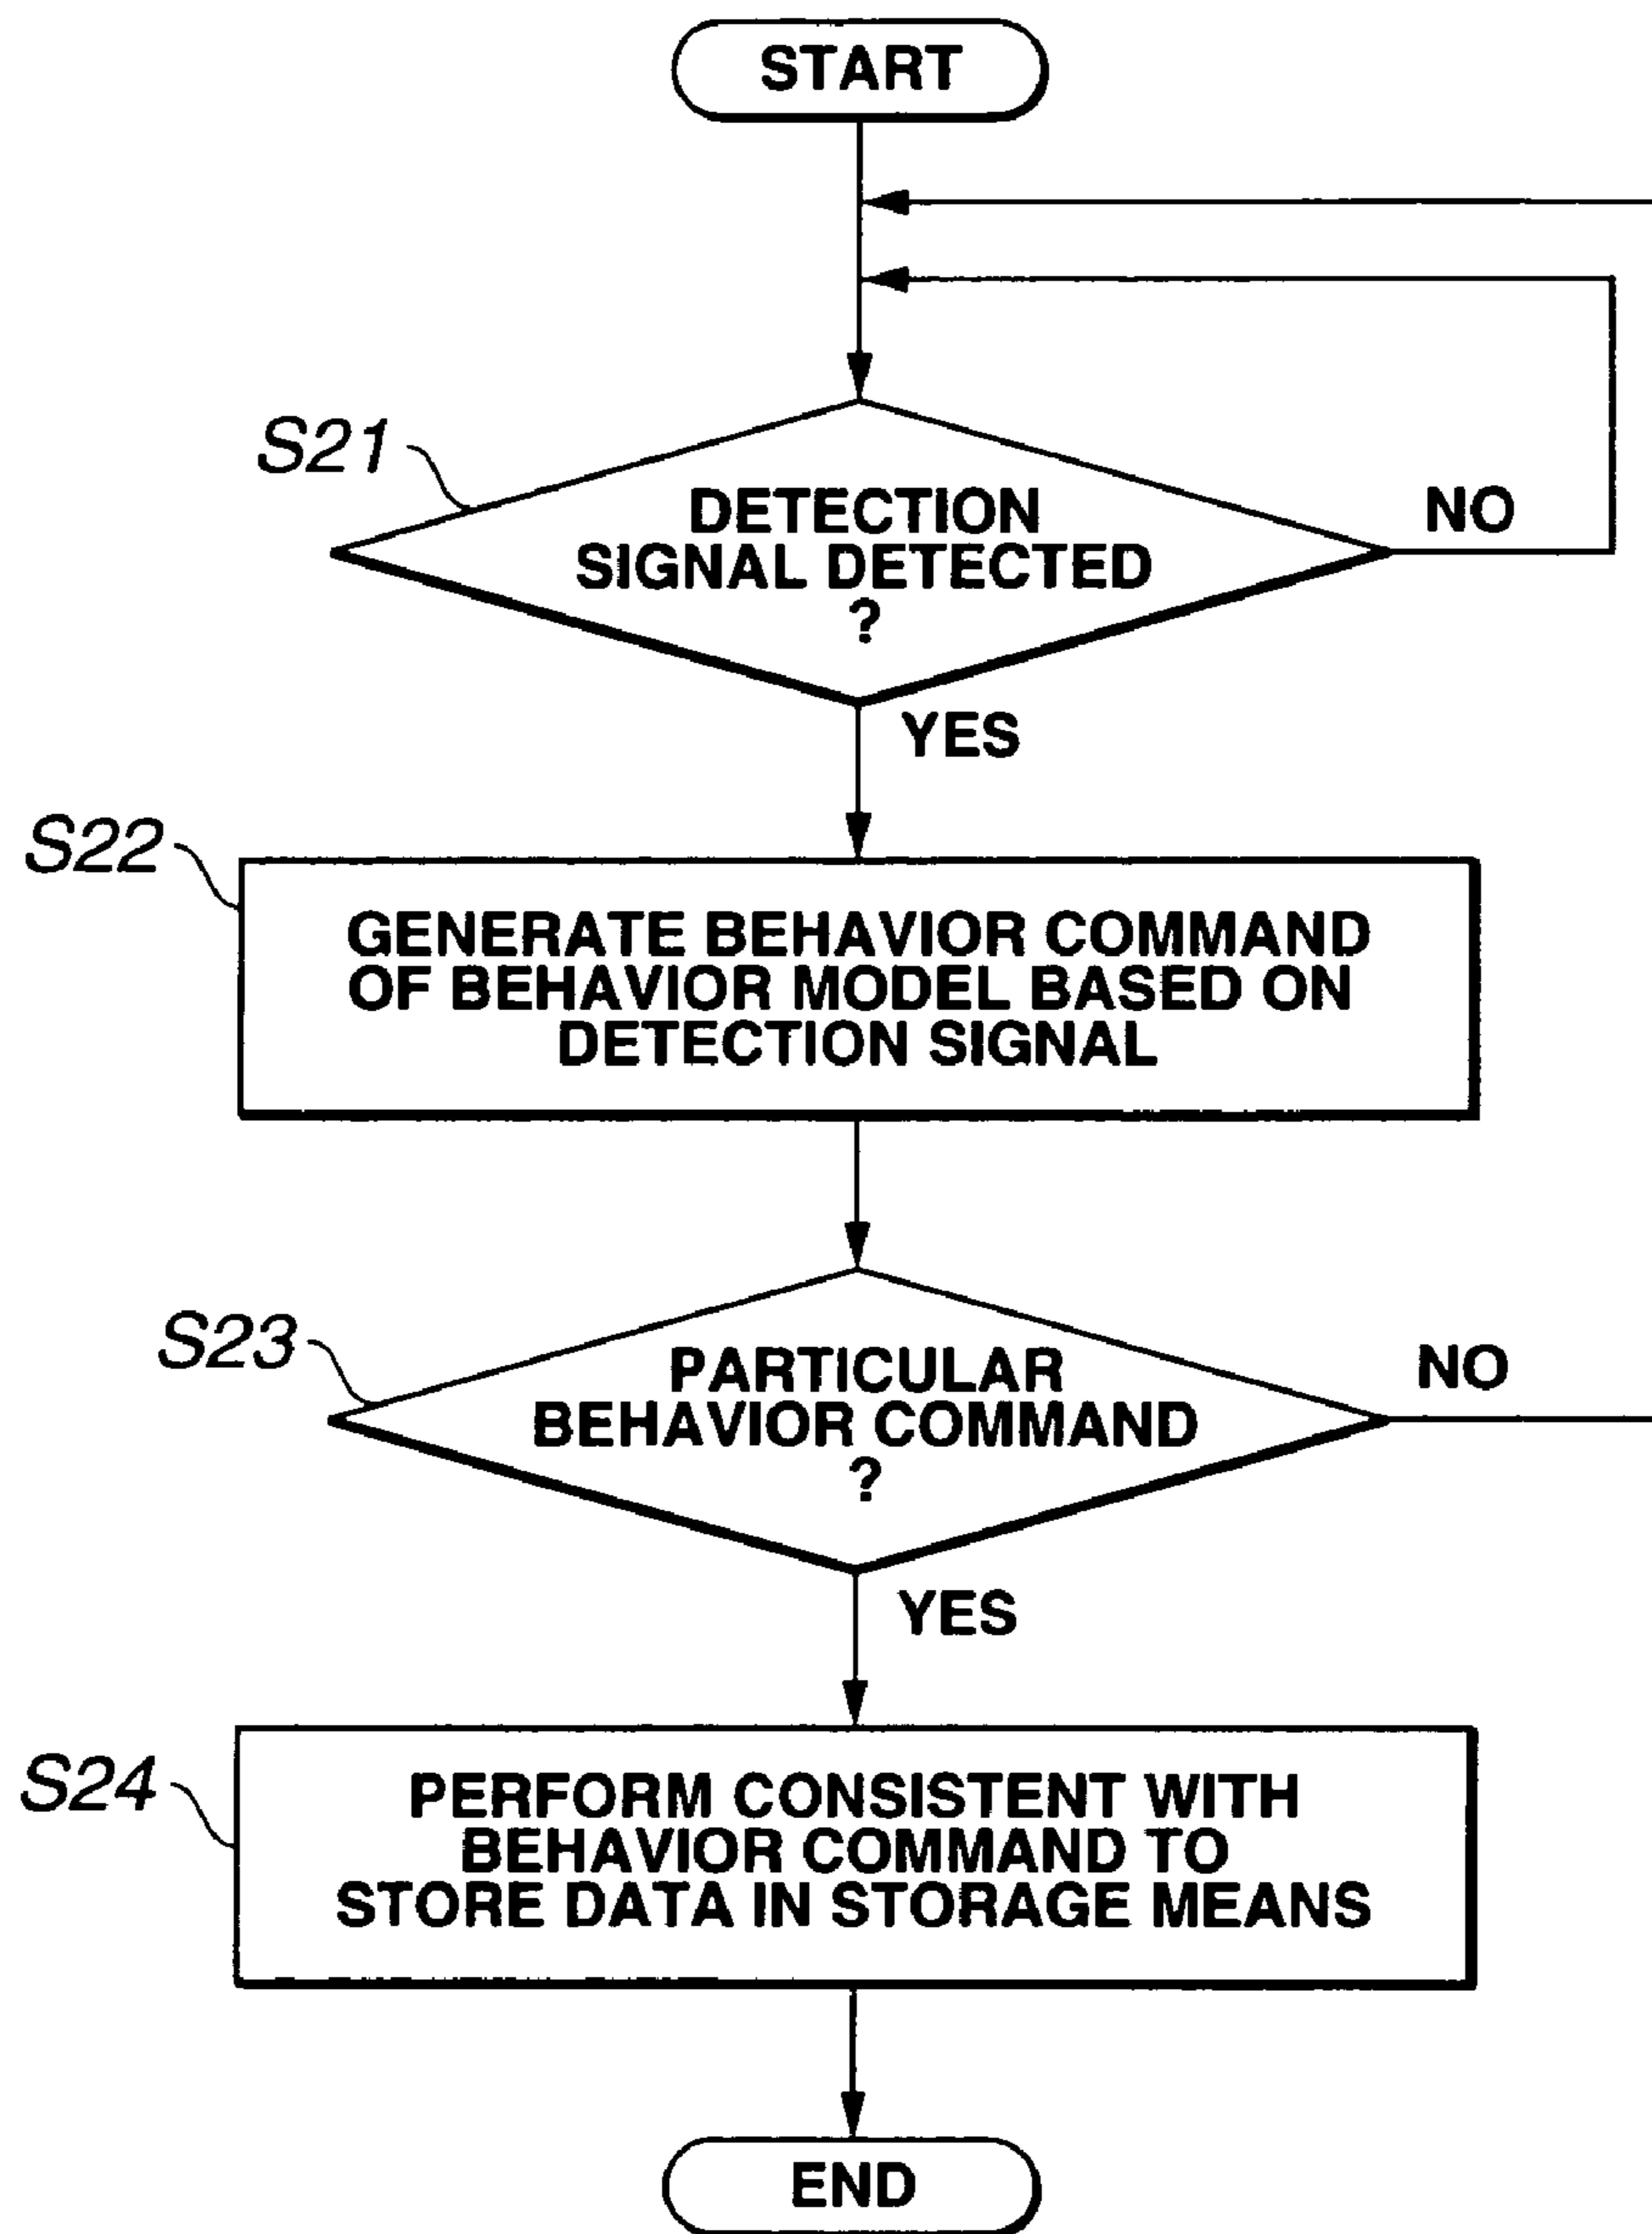 START
S21
DETECTION
SIGNAL DETECTED
?
NO
YES
S22
GENERATE BEHAVIOR COMMAND
OF BEHAVIOR MODEL BASED ON
DETECTION SIGNAL
S23
PARTICULAR
BEHAVIOR COMMAND
?
NO
YES
S24
PERFORM CONSISTENT WITH
BEHAVIOR COMMAND TO
STORE DATA IN STORAGE MEANS
END